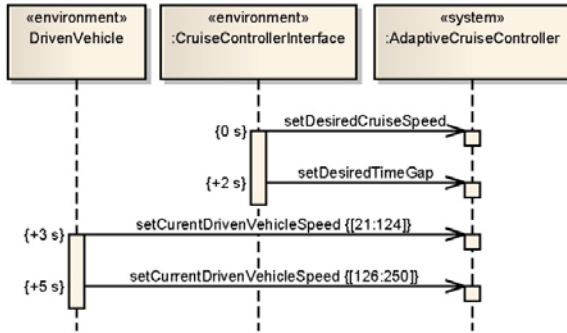 «environment»
DrivenVehicle
«environment»
:CruiseControllerInterface
«system»
:AdaptiveCruiseController
{0 s}
setDesiredCruiseSpeed
{+2 s}
setDesiredTimeGap
{+3 s}
setCurentDrivenVehicleSpeed {[21:124]}
{+5 s}
setCurrentDrivenVehicleSpeed {[126:250]}